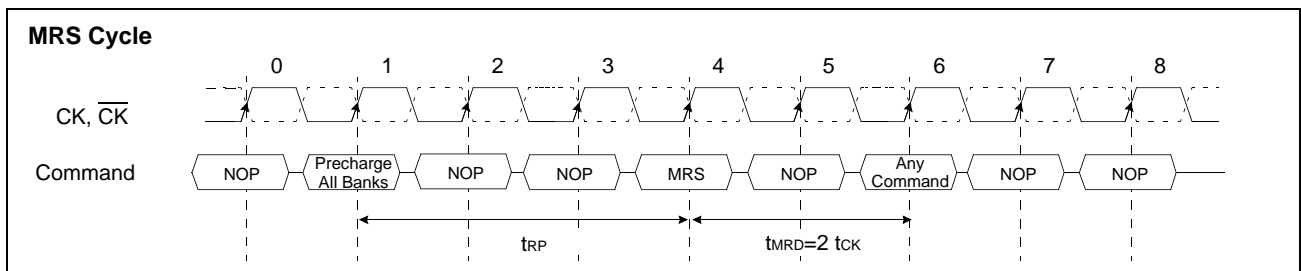 MRS Cycle
0 1 2 3 4 5 6 7 8
CK, C̅K̅
Command
NOP
Precharge
All Banks
NOP
NOP
MRS
NOP
Any
Command
NOP
NOP
tRP
tMRD=2 tCK